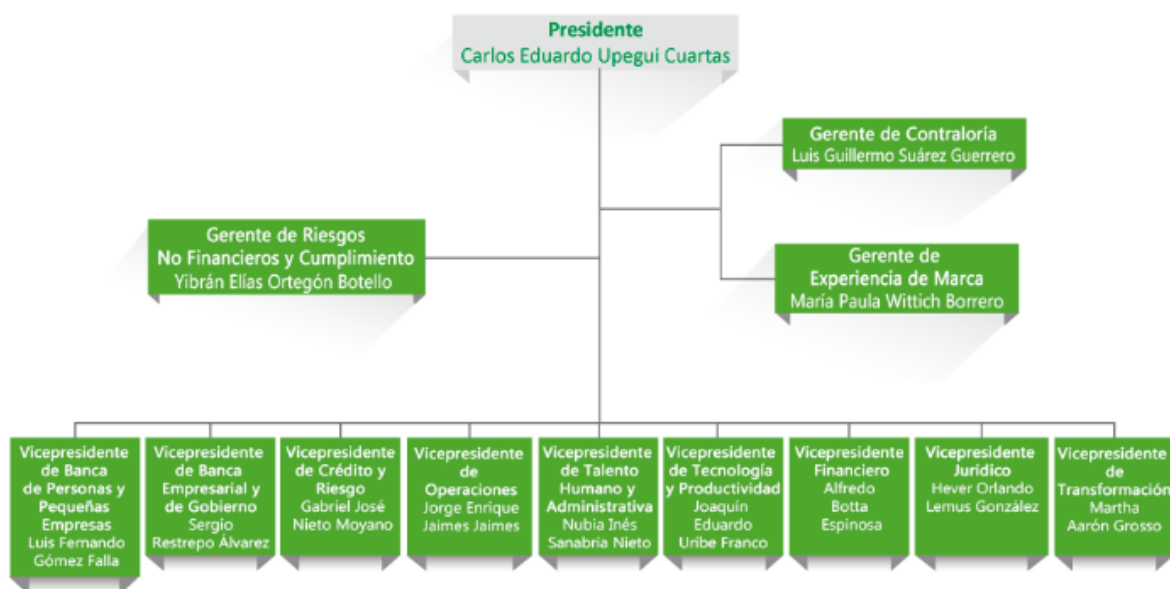 Presidente
Carlos Eduardo Upegui Cuartas
Gerente de Contraloría
Luis Guillermo Suárez Guerrero
Gerente de Riesgos
No Financieros y Cumplimiento
Yibrán Elías Ortegón Botello
Gerente de
Experiencia de Marca
María Paula Wittich Borrero
Vicepresidente
de Banca
de Personas y
Pequeñas
Empresas
Luis Fernando
Gómez Falla
Vicepresidente
de Banca
Empresarial y
de Gobierno
Sergio
Restrepo Álvarez
Vicepresidente
de Crédito y
Riesgo
Gabriel José
Nieto Moyano
Vicepresidente
de
Operaciones
Jorge Enrique
Jaimes Jaimes
Vicepresidente
de Talento
Humano y
Administrativa
Nubia Inés
Sanabria Nieto
Vicepresidente
de Tecnología
y Productividad
Joaquín
Eduardo
Uribe Franco
Vicepresidente
Financiero
Alfredo
Botta
Espinosa
Vicepresidente
Jurídico
Hever Orlando
Lemus González
Vicepresidente
de
Transformación
Martha
Aarón Grosso